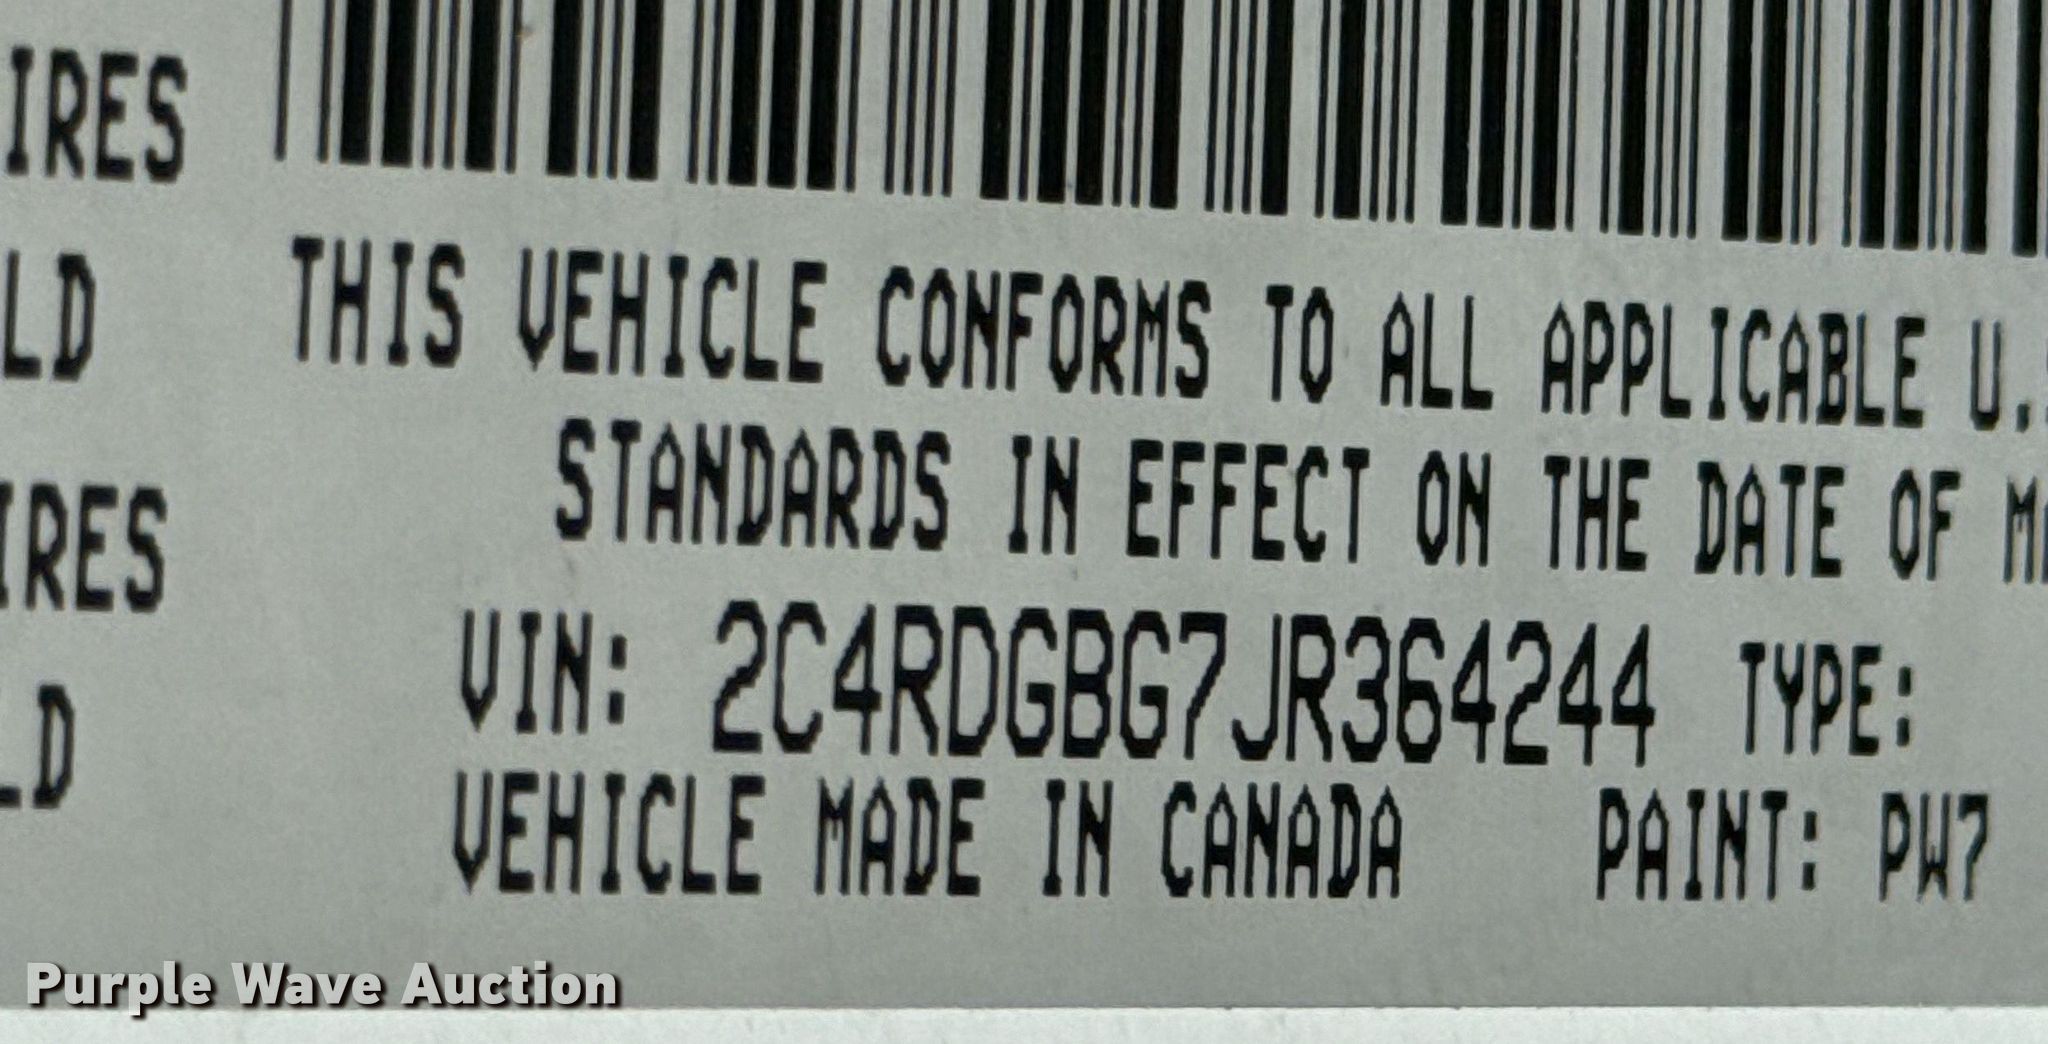 IRES
LD
THIS VEHICLE CONFORMS TO ALL APPLICABLE U.S
STANDARDS IN EFFECT ON THE DATE OF M
IRES
VIN: 2C4RDGBG7JR364244 TYPE:
LD
VEHICLE MADE IN CANADA PAINT: PW7
Purple Wave Auction